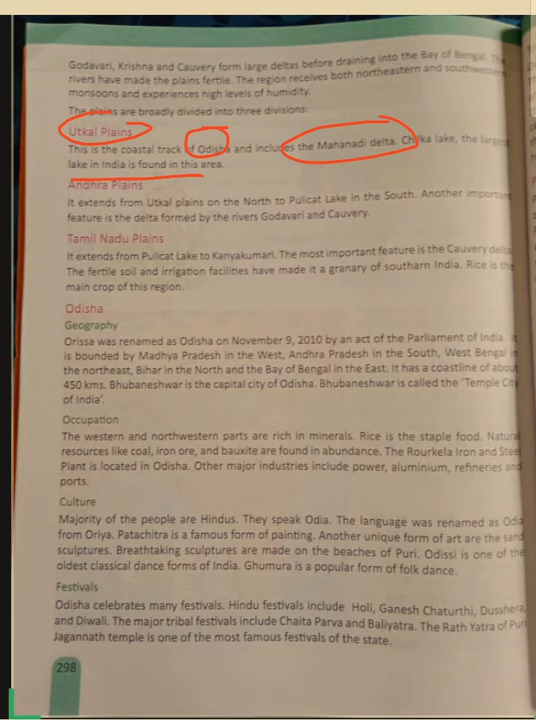 Godavari, Krishna and Cauvery form large deltas before draining into the Bay of Bengal. The
rivers have made the plains fertile. The region receives both northeastern and southwestern
monsoons and experiences high levels of humidity.
The plains are broadly divided into three divisions:
Utkal Plains
This is the coastal track of Odisha and includes the Mahanadi delta. Chilka lake, the largest
lake in India is found in this area.
Andhra Plains
It extends from Utkal plains on the North to Pulicat Lake in the South. Another important
feature is the delta formed by the rivers Godavari and Cauvery.
Tamil Nadu Plains
It extends from Pulicat Lake to Kanyakumari. The most important feature is the Cauvery delta.
The fertile soil and irrigation facilities have made it a granary of southern India. Rice is the
main crop of this region.
Odisha
Geography
Orissa was renamed as Odisha on November 9, 2010 by an act of the Parliament of India. It
is bounded by Madhya Pradesh in the West, Andhra Pradesh in the South, West Bengal in
the northeast, Bihar in the North and the Bay of Bengal in the East. It has a coastline of about
450 kms. Bhubaneshwar is the capital city of Odisha. Bhubaneshwar is called the 'Temple City
of India'.
Occupation
The western and northwestern parts are rich in minerals. Rice is the staple food. Natural
resources like coal, iron ore, and bauxite are found in abundance. The Rourkela Iron and Steel
Plant is located in Odisha. Other major industries include power, aluminium, refineries and
ports.
Culture
Majority of the people are Hindus. They speak Odia. The language was renamed as Odia
from Oriya. Patachitra is a famous form of painting. Another unique form of art are the sand
sculptures. Breathtaking sculptures are made on the beaches of Puri. Odissi is one of the
oldest classical dance forms of India. Ghumura is a popular form of folk dance.
Festivals
Odisha celebrates many festivals. Hindu festivals include Holi, Ganesh Chaturthi, Dusshera,
and Diwali. The major tribal festivals include Chaita Parva and Baliyatra. The Rath Yatra of Puri
Jagannath temple is one of the most famous festivals of the state.
298